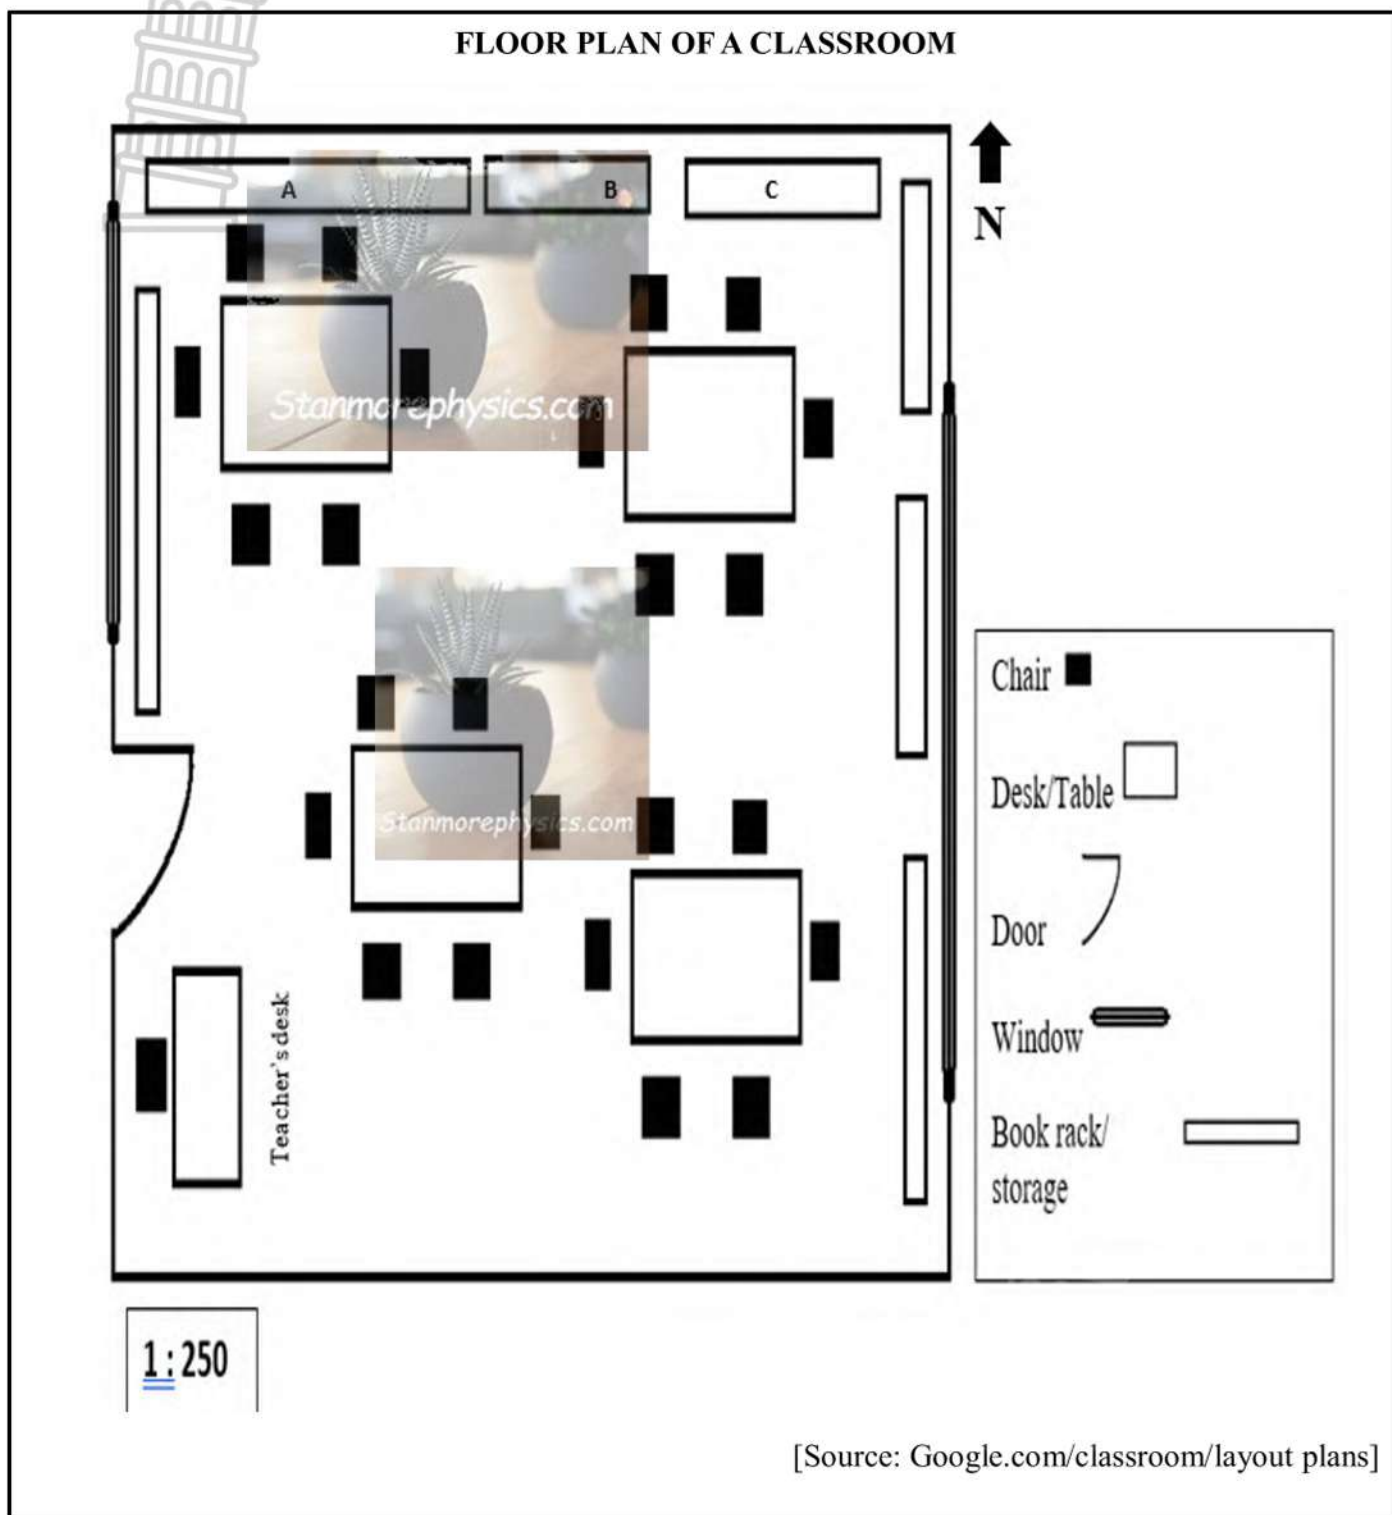 FLOOR PLAN OF A CLASSROOM
A
B
C
N
Stanmorephysics.com
Stanmorephysics.com
Chair
Desk/Table
Door
Window
Book rack/
storage
Teacher's desk
1 : 250
[Source: Google.com/classroom/layout plans]